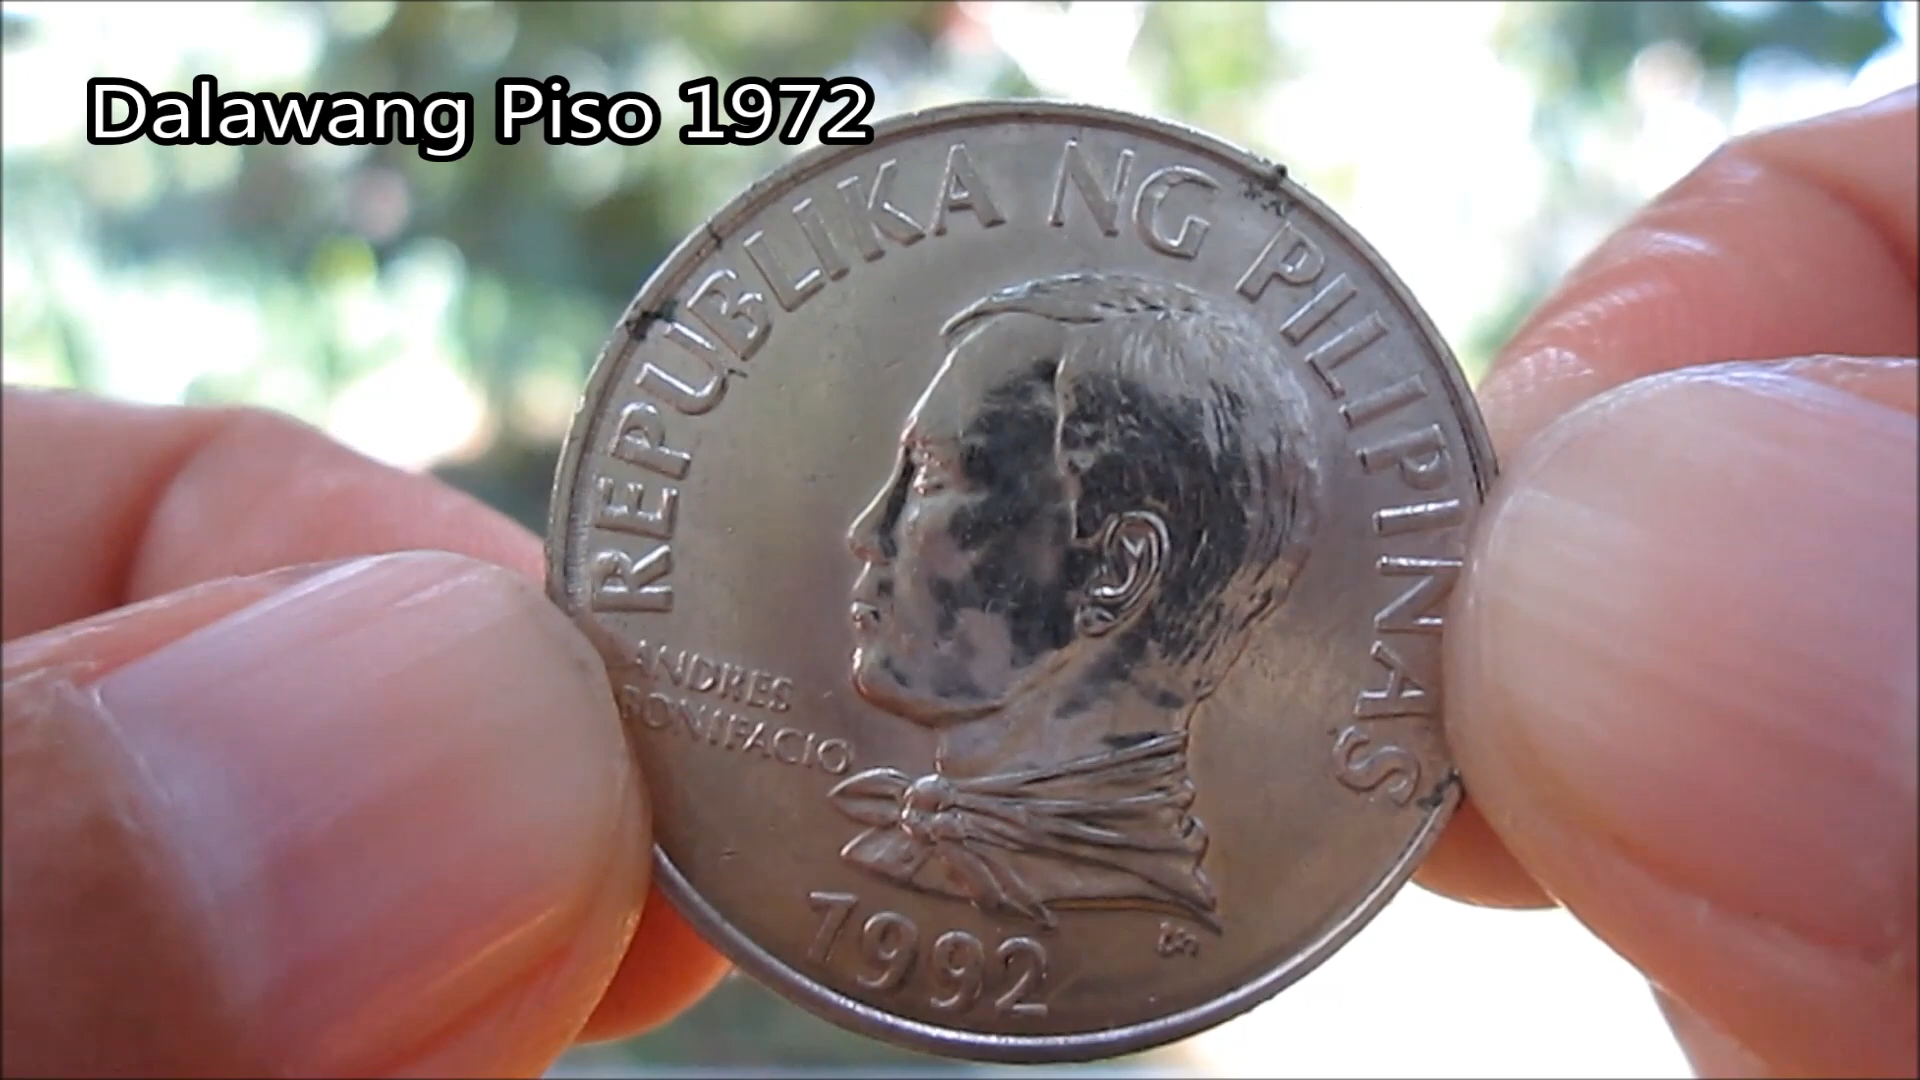 Dalawang Piso 1972
REPUBLIKA NG PILIPINAS
ANDRES
BONIFACIO
1992